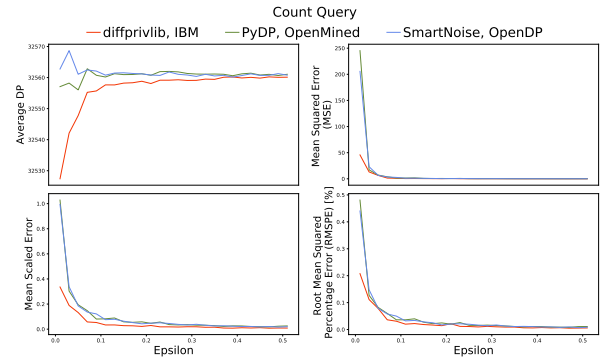 Count Query
diffprivlib, IBM PyDP, OpenMined SmartNoise, OpenDP
Average DP
32570
32560
32550
32540
32530
Mean Squared Error
(MSE)
250
200
150
100
50
0
Mean Scaled Error
1.0
0.8
0.6
0.4
0.2
0.0
0.0 0.1 0.2 0.3 0.4 0.5
Epsilon
Root Mean Squared
Percentage Error (RMSPE) [%]
0.5
0.4
0.3
0.2
0.1
0.0
0.0 0.1 0.2 0.3 0.4 0.5
Epsilon